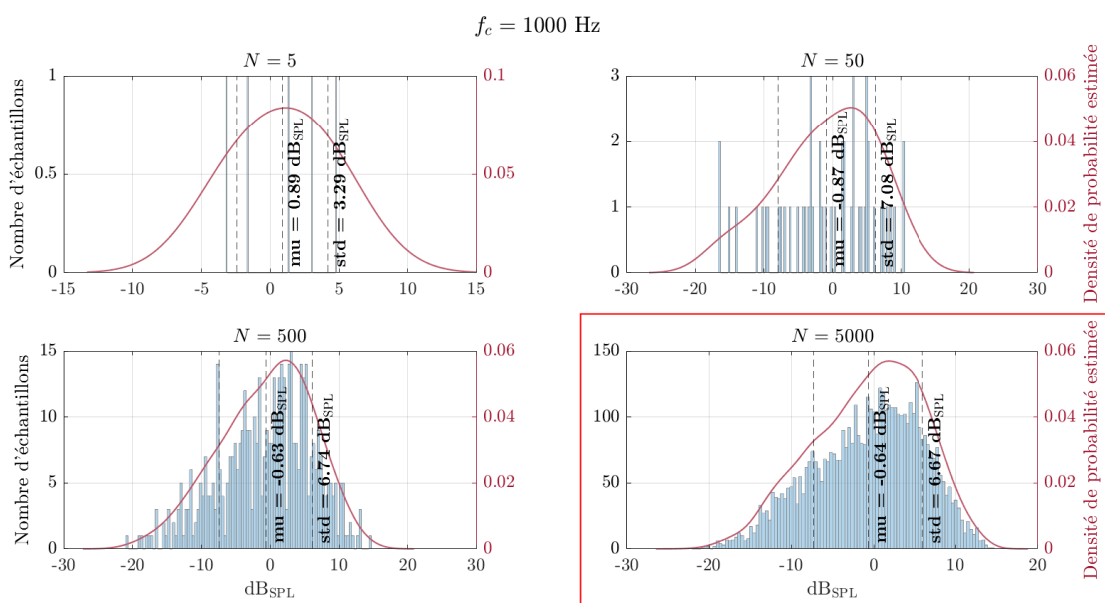 f_c = 1000 Hz
N = 5
Nombre d'échantillons
1
0.5
0
0.1
0.05
0
mu = 0.89 dB_SPL
std = 3.29 dB_SPL
-15 -10 -5 0 5 10 15
N = 50
3
2
1
0
0.06
0.04
0.02
0
Densité de probabilité estimée
mu = -0.87 dB_SPL
std = 7.08 dB_SPL
-30 -20 -10 0 10 20 30
N = 500
Nombre d'échantillons
15
10
5
0
0.06
0.04
0.02
0
mu = -0.63 dB_SPL
std = 6.74 dB_SPL
-30 -20 -10 0 10 20 30
dB_SPL
N = 5000
150
100
50
0
0.06
0.04
0.02
0
Densité de probabilité estimée
mu = -0.64 dB_SPL
std = 6.67 dB_SPL
-30 -20 -10 0 10 20
dB_SPL